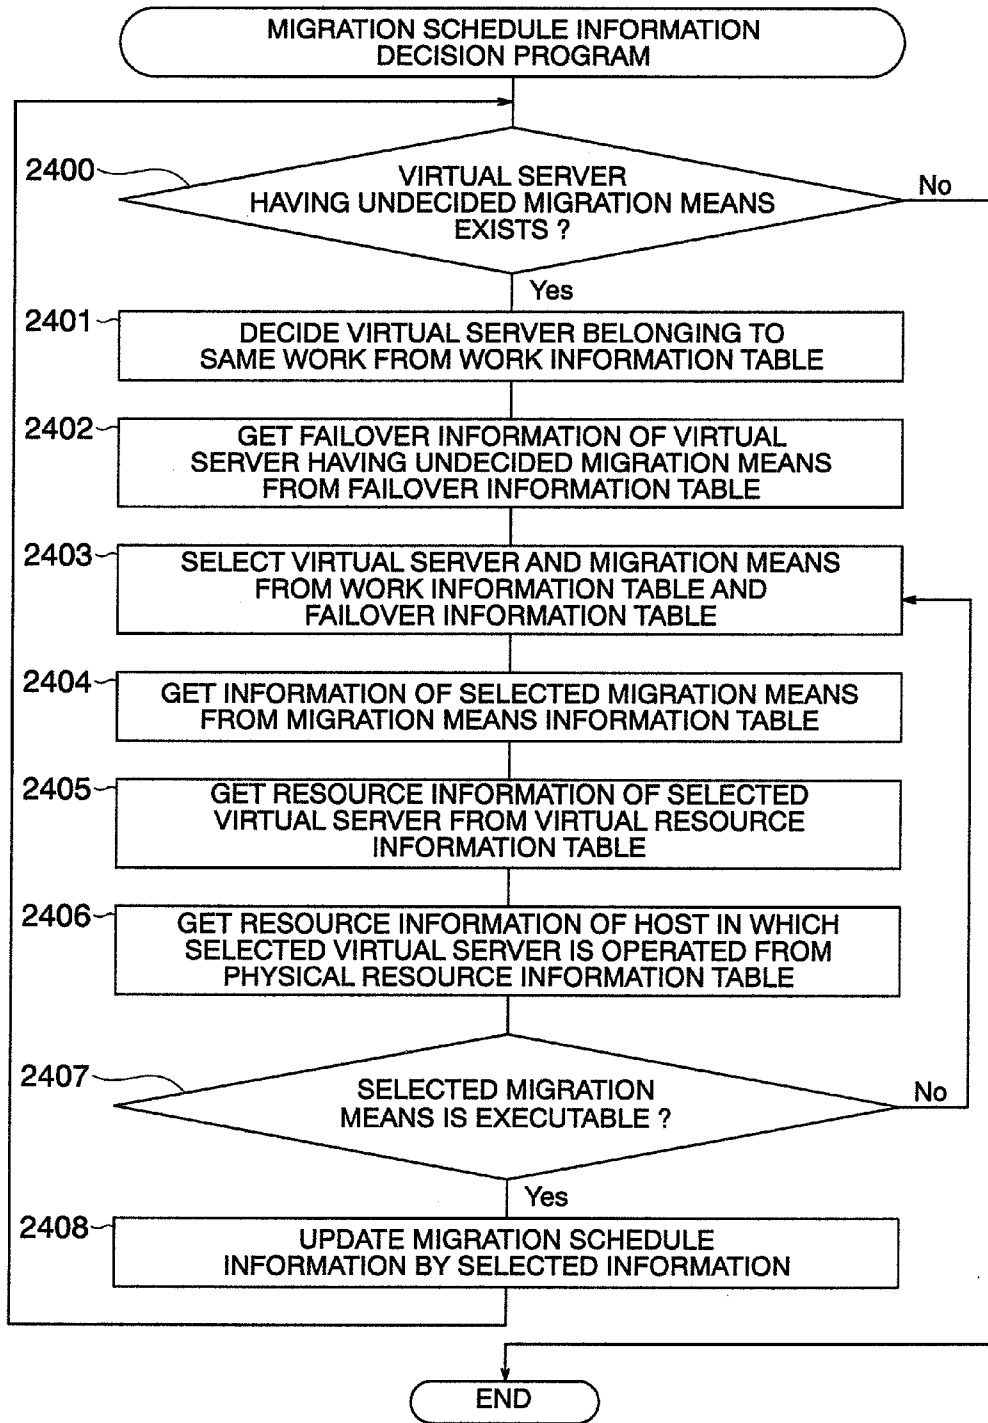 MIGRATION SCHEDULE INFORMATION
DECISION PROGRAM
2400
VIRTUAL SERVER
HAVING UNDECIDED MIGRATION MEANS
EXISTS ?
No
Yes
2401
DECIDE VIRTUAL SERVER BELONGING TO
SAME WORK FROM WORK INFORMATION TABLE
2402
GET FAILOVER INFORMATION OF VIRTUAL
SERVER HAVING UNDECIDED MIGRATION MEANS
FROM FAILOVER INFORMATION TABLE
2403
SELECT VIRTUAL SERVER AND MIGRATION MEANS
FROM WORK INFORMATION TABLE AND
FAILOVER INFORMATION TABLE
2404
GET INFORMATION OF SELECTED MIGRATION MEANS
FROM MIGRATION MEANS INFORMATION TABLE
2405
GET RESOURCE INFORMATION OF SELECTED
VIRTUAL SERVER FROM VIRTUAL RESOURCE
INFORMATION TABLE
2406
GET RESOURCE INFORMATION OF HOST IN WHICH
SELECTED VIRTUAL SERVER IS OPERATED FROM
PHYSICAL RESOURCE INFORMATION TABLE
2407
SELECTED MIGRATION
MEANS IS EXECUTABLE ?
No
Yes
2408
UPDATE MIGRATION SCHEDULE
INFORMATION BY SELECTED INFORMATION
END